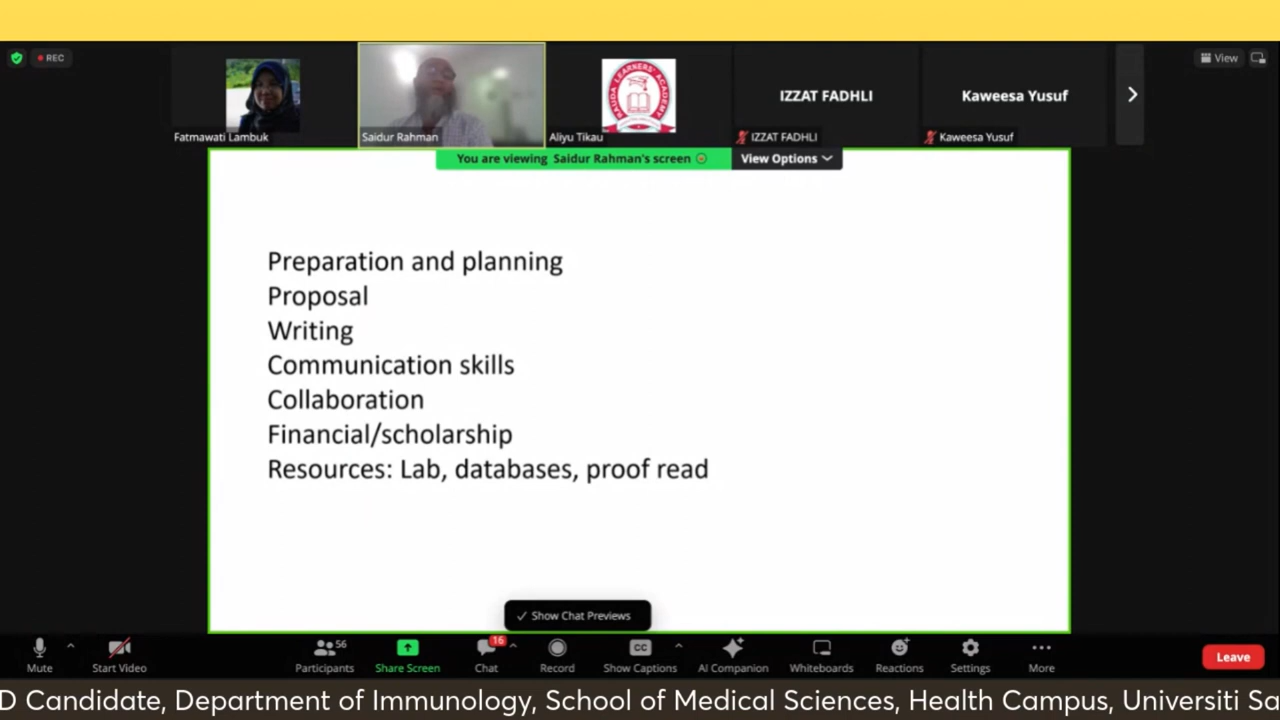 REC
View
IZZAT FADHLI
Kaweesa Yusuf
Fatmawati Lambuk
Saidur Rahman
LEARNERS' ACADEMY
Aliyu Tikau
IZZAT FADHLI
Kaweesa Yusuf
You are viewing Saidur Rahman's screen
View Options
Preparation and planning
Proposal
Writing
Communication skills
Collaboration
Financial/scholarship
Resources: Lab, databases, proof read
✓ Show Chat Previews
Mute
Start Video
56
Participants
Share Screen
16
Chat
Record
CC
Show Captions
AI Companion
Whiteboards
Reactions
Settings
More
Leave
D Candidate, Department of Immunology, School of Medical Sciences, Health Campus, Universiti Sa